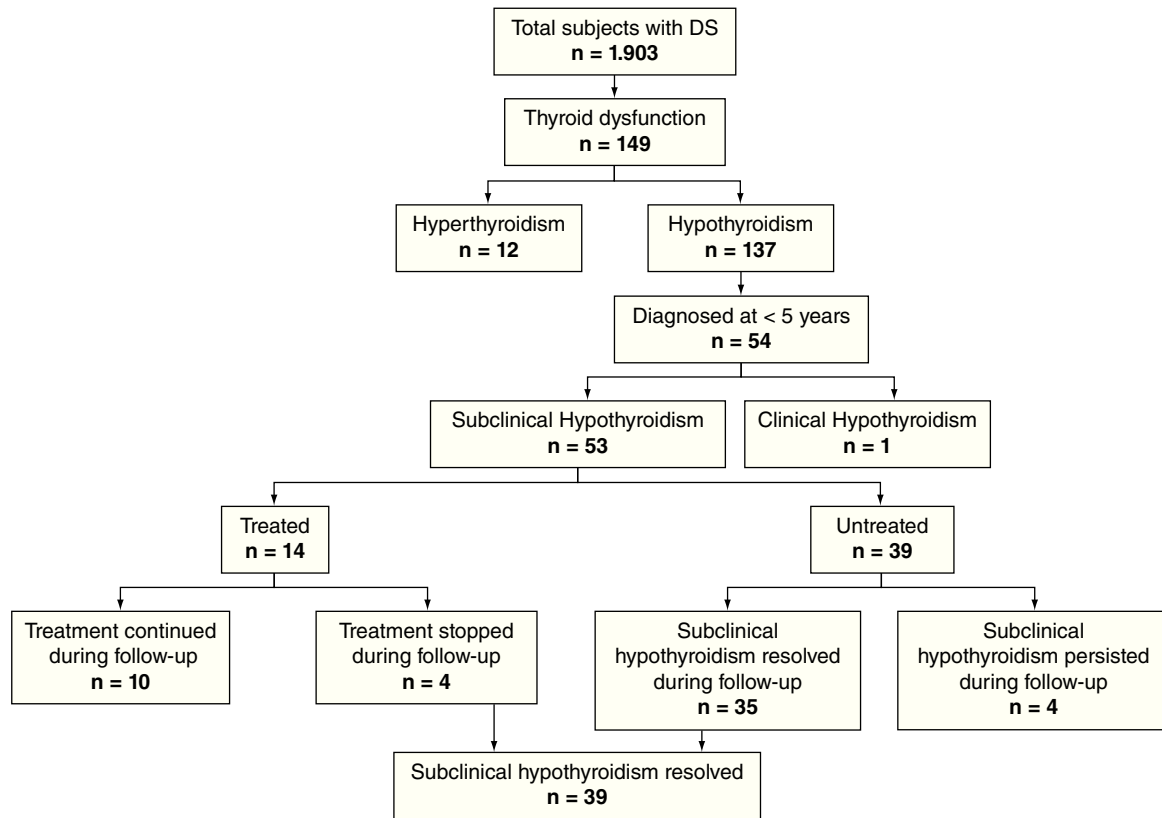 Total subjects with DS
n = 1.903
Thyroid dysfunction
n = 149
Hyperthyroidism
n = 12
Hypothyroidism
n = 137
Diagnosed at < 5 years
n = 54
Subclinical Hypothyroidism
n = 53
Clinical Hypothyroidism
n = 1
Treated
n = 14
Untreated
n = 39
Treatment continued
during follow-up
n = 10
Treatment stopped
during follow-up
n = 4
Subclinical
hypothyroidism resolved
during follow-up
n = 35
Subclinical
hypothyroidism persisted
during follow-up
n = 4
Subclinical hypothyroidism resolved
n = 39